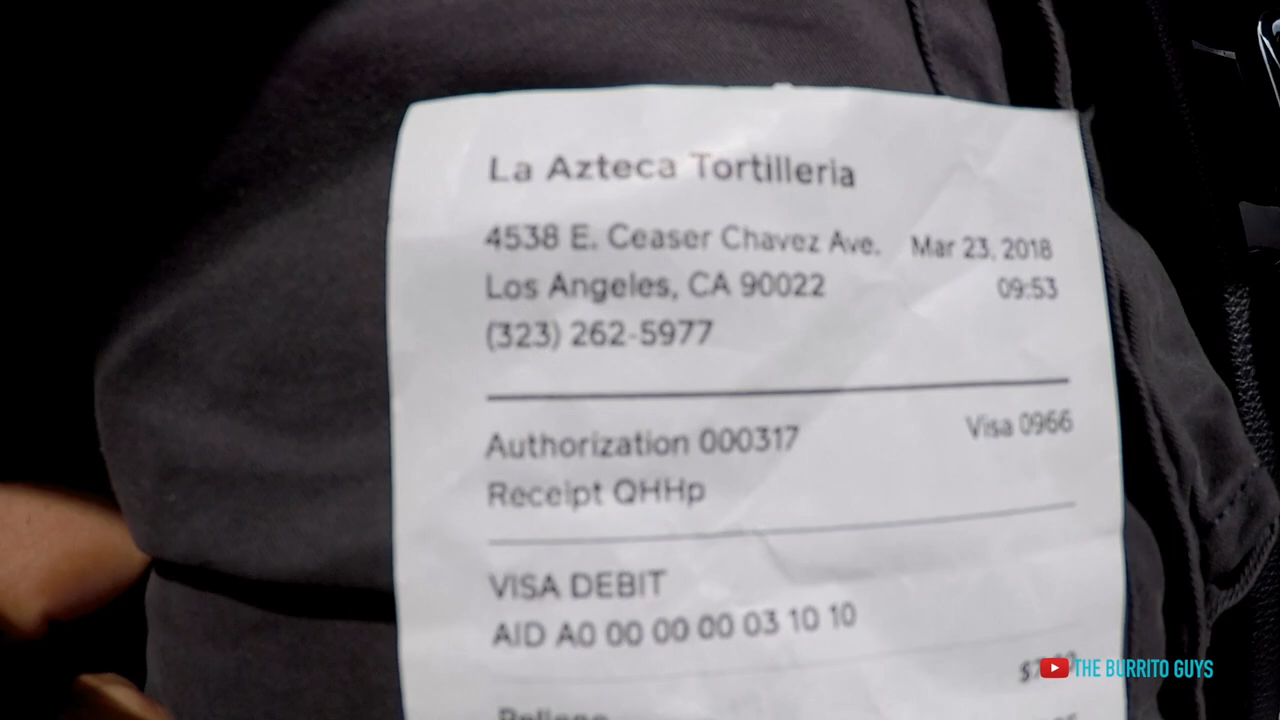 La Azteca Tortilleria
4538 E. Ceaser Chavez Ave. Mar 23, 2018
Los Angeles, CA 90022 09:53
(323) 262-5977
Authorization 000317 Visa 0966
Receipt QHHp
VISA DEBIT
AID A0 00 00 00 03 10 10
THE BURRITO GUYS